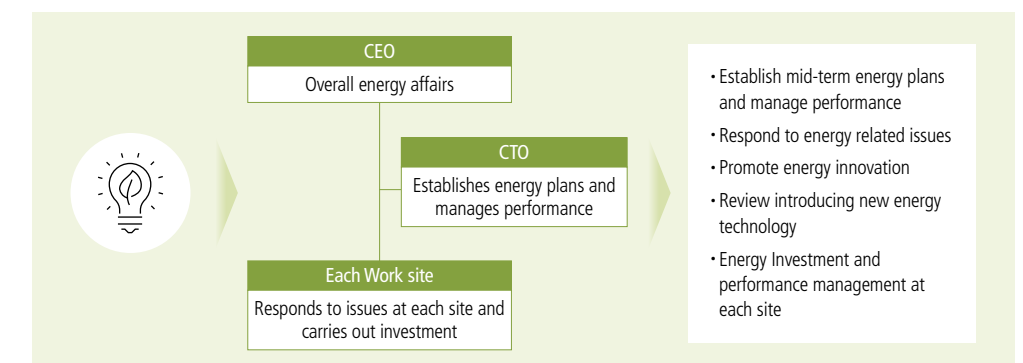 CEO
Overall energy affairs
CTO
Establishes energy plans and
manages performance
Each Work site
Responds to issues at each site and
carries out investment
・Establish mid-term energy plans
and manage performance
・Respond to energy related issues
・Promote energy innovation
・Review introducing new energy
technology
・Energy Investment and
performance management at
each site